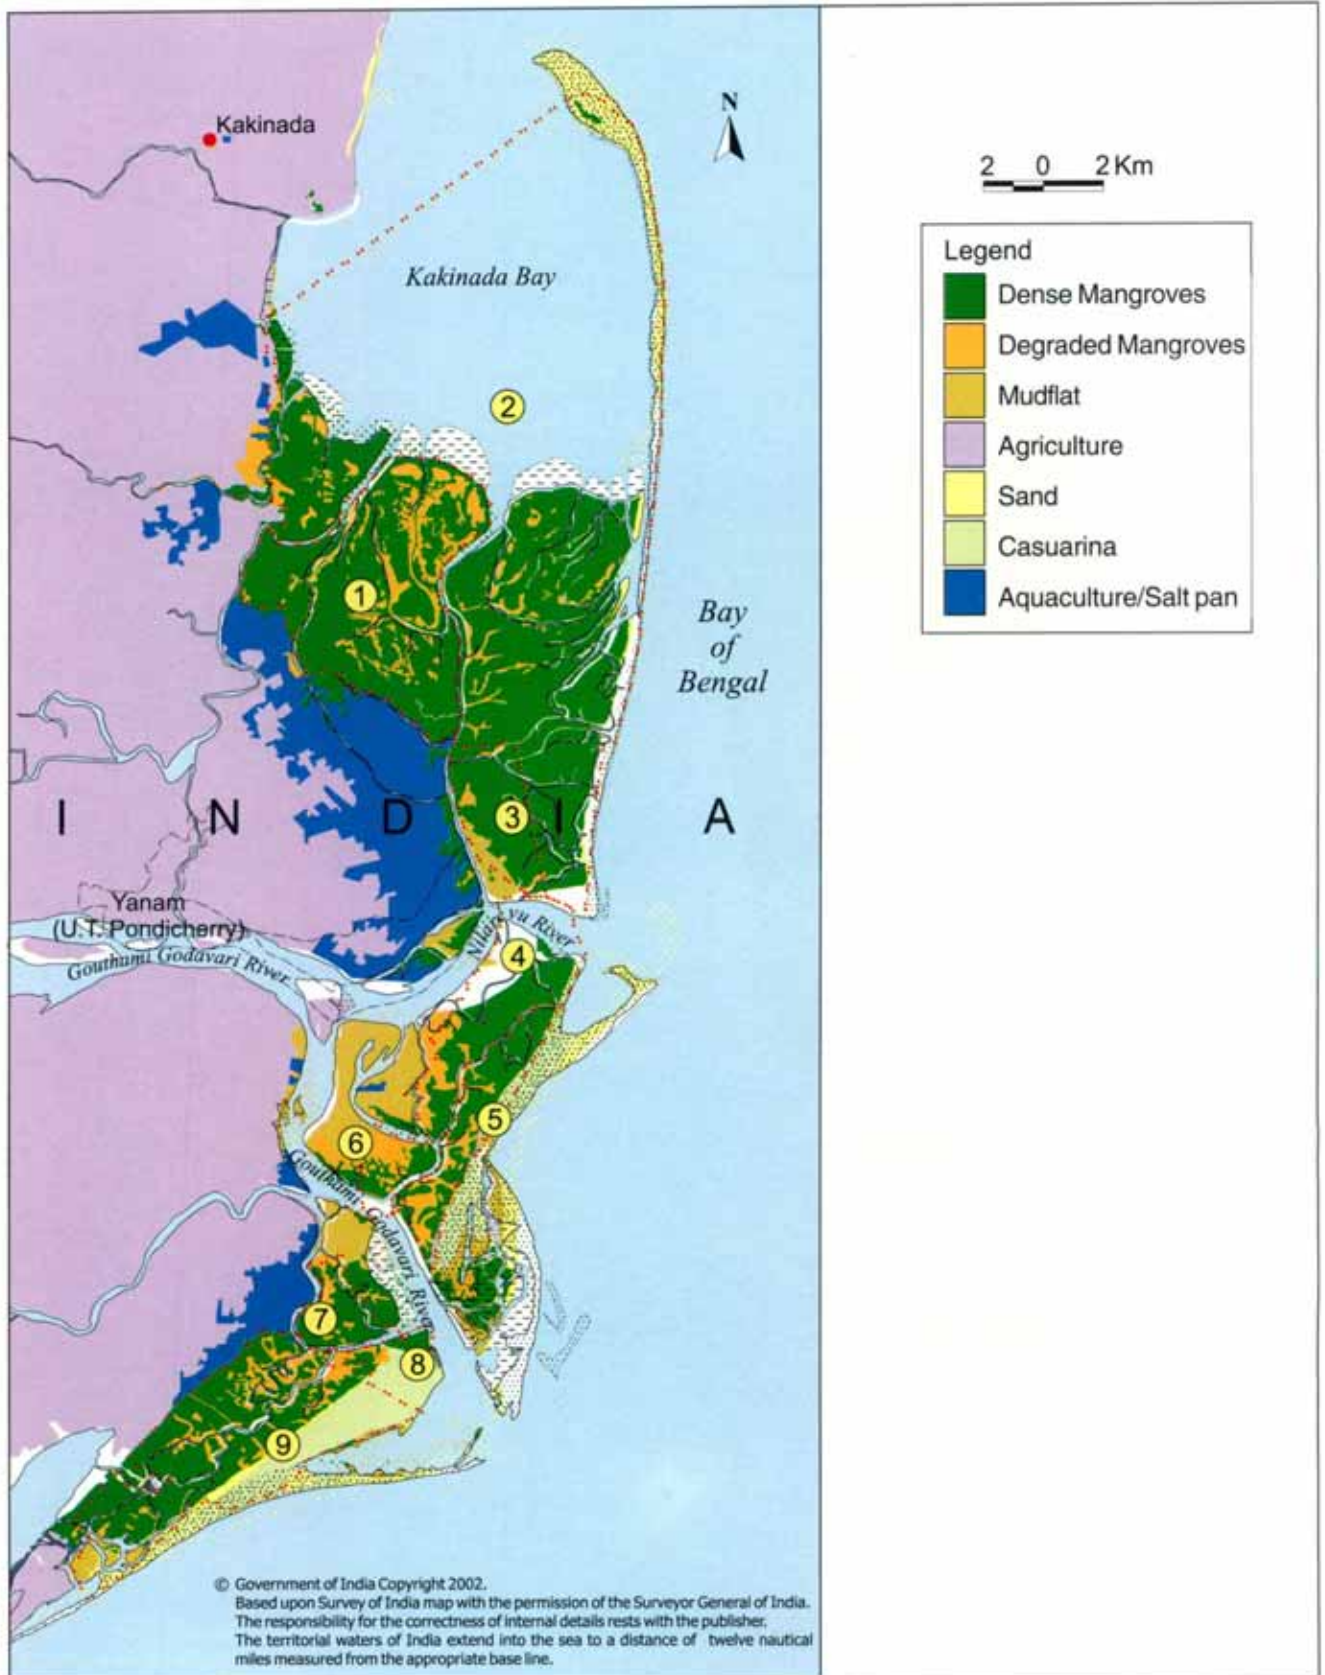 Kakinada
N
2 0 2 Km
Kakinada Bay
Legend
Dense Mangroves
Degraded Mangroves
Mudflat
Agriculture
Sand
Casuarina
Aquaculture/Salt pan
2
1
Bay
of
Bengal
3
I N D I A
Yanam
(U.T. Pondicherry)
Gouthami Godavari River
Nilarevu River
4
5
6
Gouthami Godavari River
7
8
9
© Government of India Copyright 2002.
Based upon Survey of India map with the permission of the Surveyor General of India.
The responsibility for the correctness of internal details rests with the publisher.
The territorial waters of India extend into the sea to a distance of twelve nautical
miles measured from the appropriate base line.